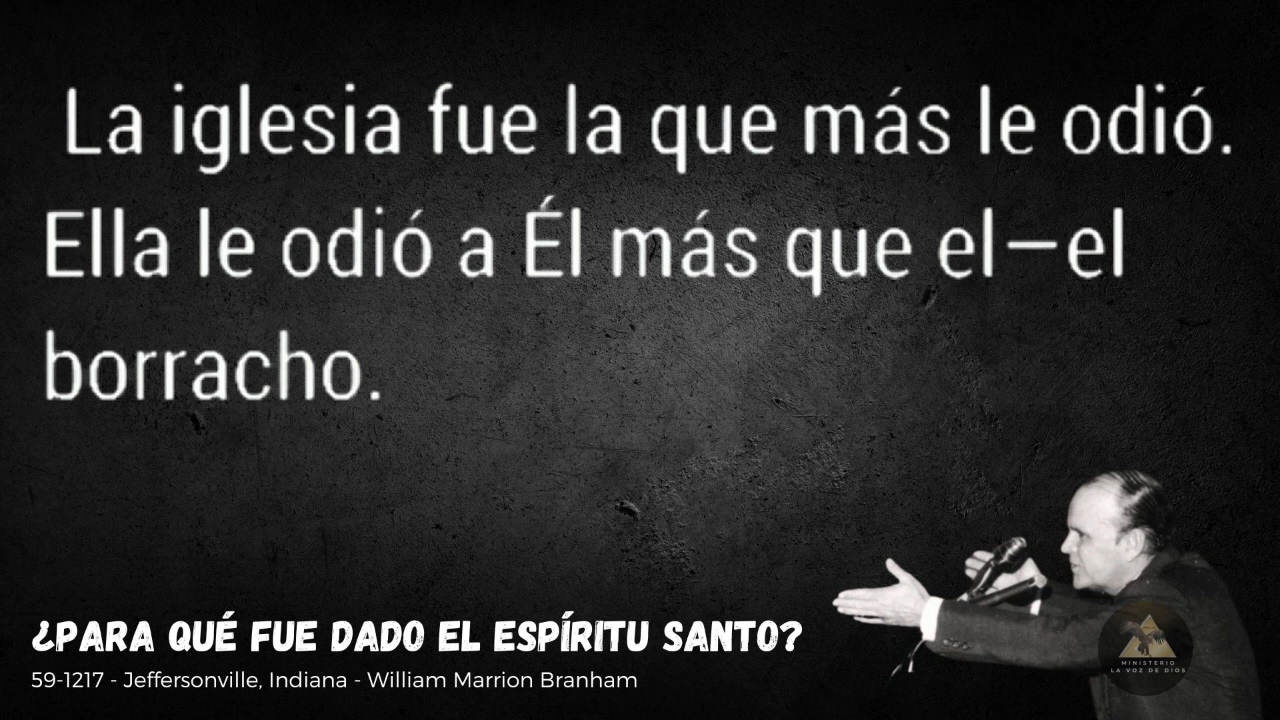 La iglesia fue la que más le odió.
Ella le odió a Él más que el—el
borracho.
¿PARA QUÉ FUE DADO EL ESPÍRITU SANTO?
59-1217 - Jeffersonville, Indiana - William Marrion Branham
MINISTERIO
LA VOZ DE DIOS